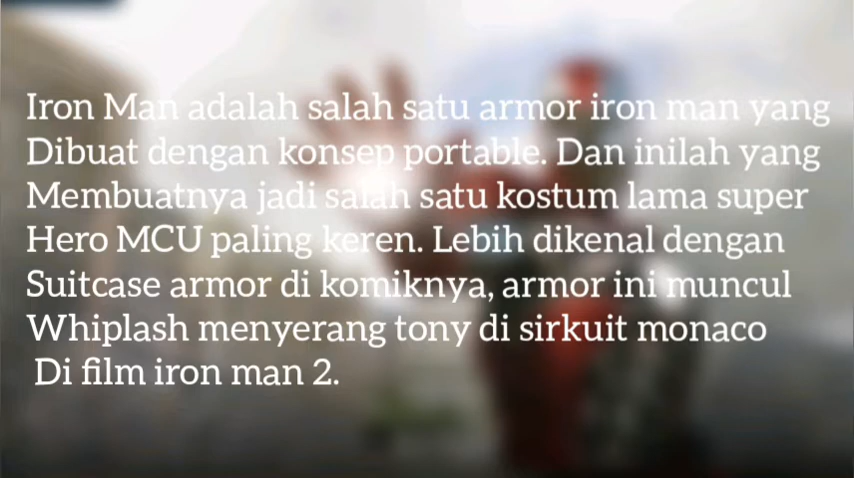 Iron Man adalah salah satu armor iron man yang
Dibuat dengan konsep portable. Dan inilah yang
Membuatnya jadi salah satu kostum lama super
Hero MCU paling keren. Lebih dikenal dengan
Suitcase armor di komiknya, armor ini muncul
Whiplash menyerang tony di sirkuit monaco
Di film iron man 2.